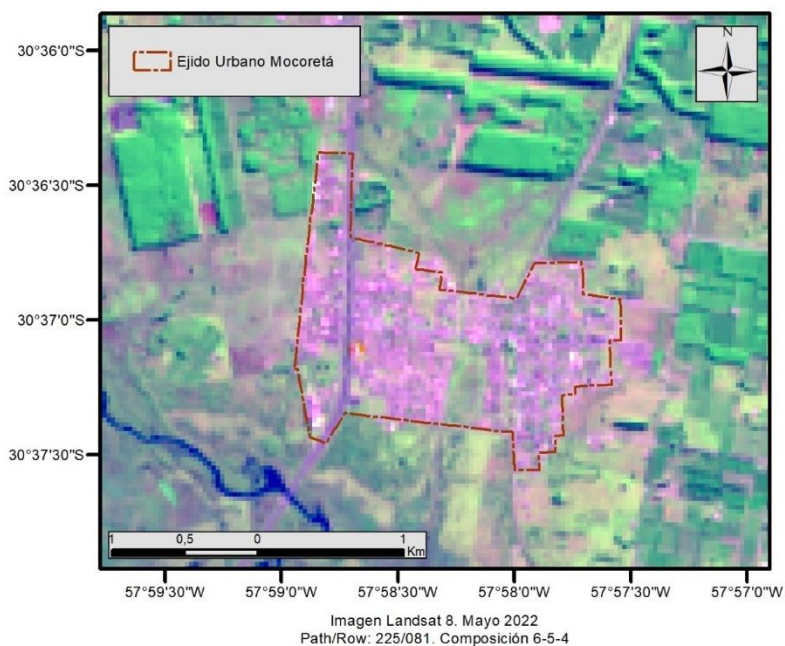 30°36'0"S
Ejido Urbano Mocoretá
N
30°36'30"S
30°37'0"S
30°37'30"S
1 0,5 0 1
Km
57°59'30"W 57°59'0"W 57°58'30"W 57°58'0"W 57°57'30"W 57°57'0"W
Imagen Landsat 8. Mayo 2022
Path/Row: 225/081. Composición 6-5-4